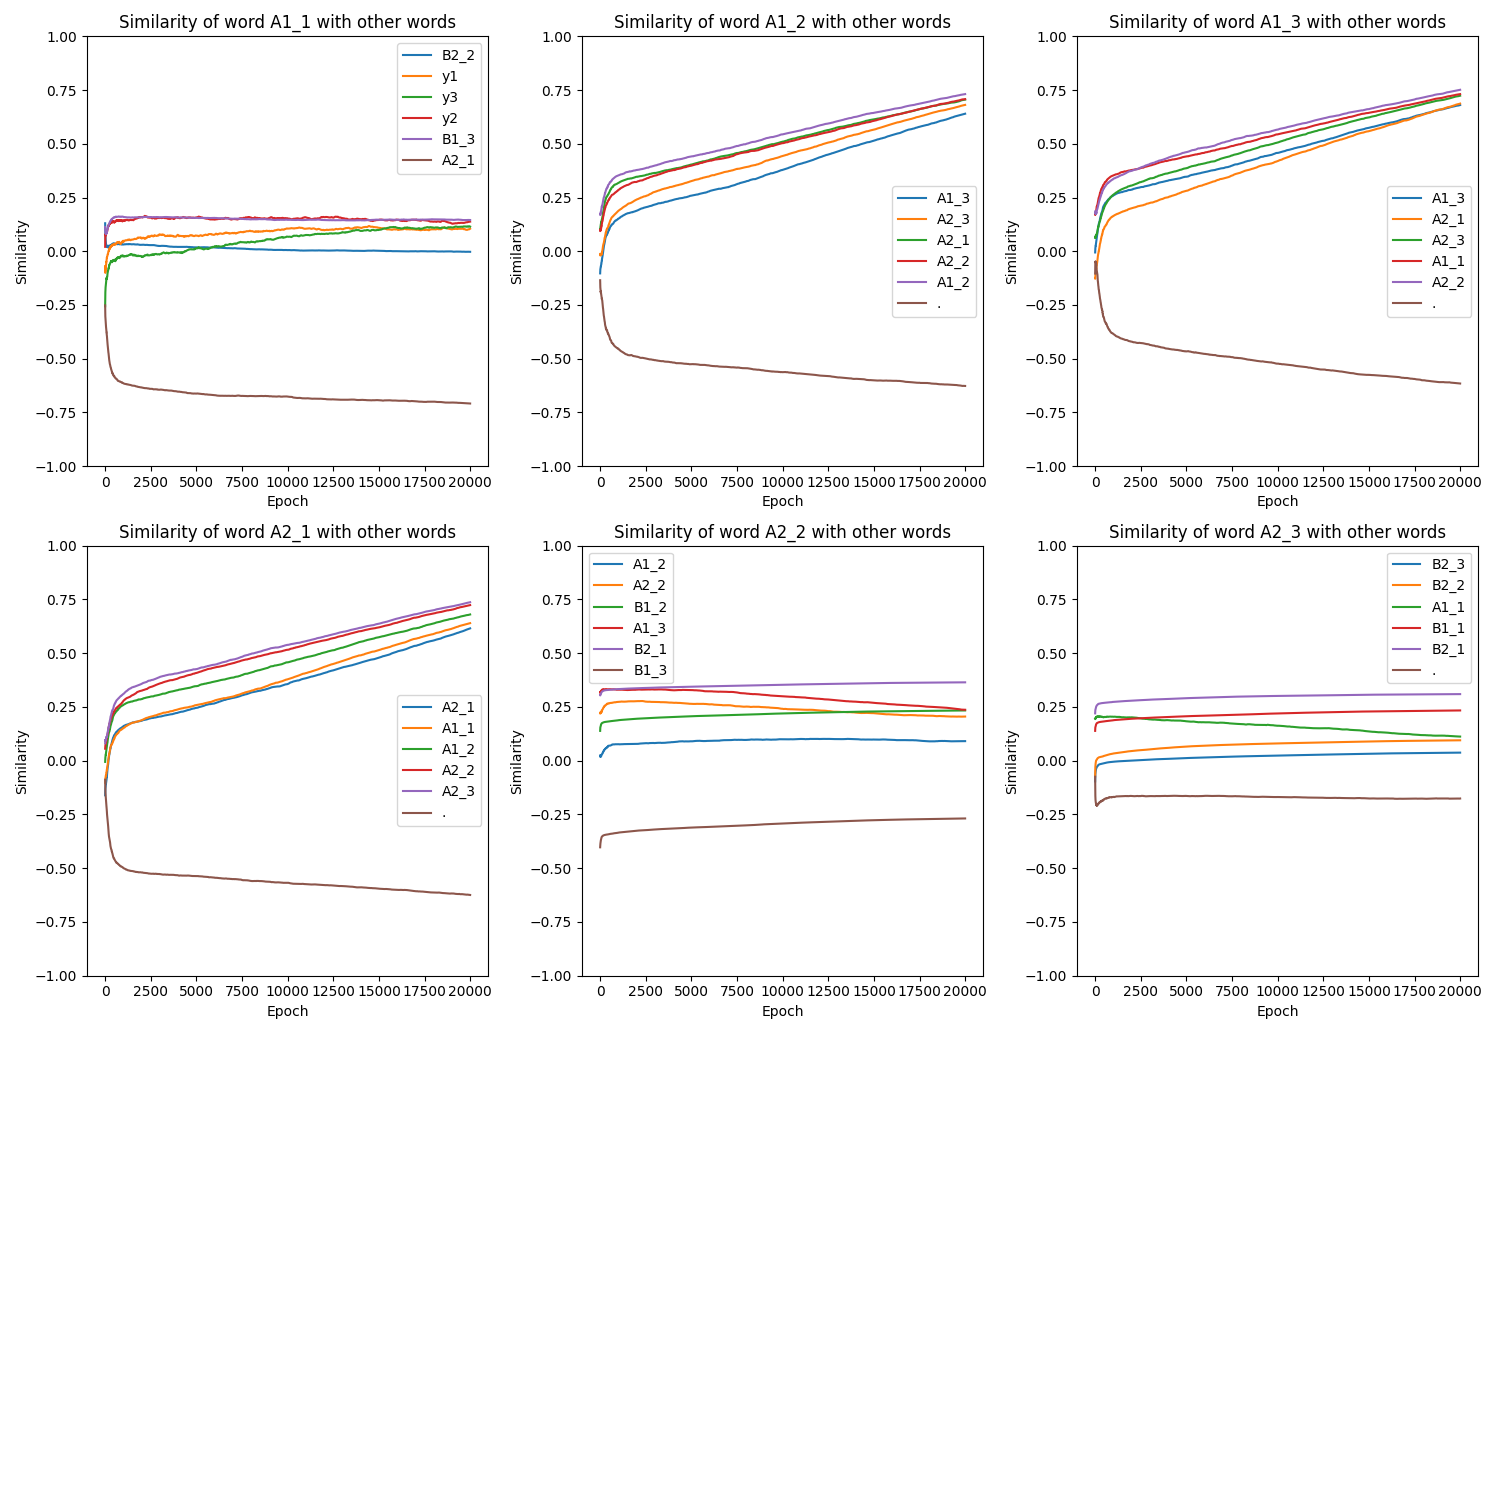 Similarity of word A1_1 with other words
1.00
0.75
0.50
0.25
0.00
−0.25
−0.50
−0.75
−1.00
Similarity
B2_2
y1
y3
y2
B1_3
A2_1
0 2500 5000 7500 10000 12500 15000 17500 20000
Epoch
Similarity of word A1_2 with other words
1.00
0.75
0.50
0.25
0.00
−0.25
−0.50
−0.75
−1.00
Similarity
A1_3
A2_3
A2_1
A2_2
A1_2
.
0 2500 5000 7500 10000 12500 15000 17500 20000
Epoch
Similarity of word A1_3 with other words
1.00
0.75
0.50
0.25
0.00
−0.25
−0.50
−0.75
−1.00
Similarity
A1_3
A2_1
A2_3
A1_1
A2_2
.
0 2500 5000 7500 10000 12500 15000 17500 20000
Epoch
Similarity of word A2_1 with other words
1.00
0.75
0.50
0.25
0.00
−0.25
−0.50
−0.75
−1.00
Similarity
A2_1
A1_1
A1_2
A2_2
A2_3
.
0 2500 5000 7500 10000 12500 15000 17500 20000
Epoch
Similarity of word A2_2 with other words
1.00
0.75
0.50
0.25
0.00
−0.25
−0.50
−0.75
−1.00
Similarity
A1_2
A2_2
B1_2
A1_3
B2_1
B1_3
0 2500 5000 7500 10000 12500 15000 17500 20000
Epoch
Similarity of word A2_3 with other words
1.00
0.75
0.50
0.25
0.00
−0.25
−0.50
−0.75
−1.00
Similarity
B2_3
B2_2
A1_1
B1_1
B2_1
.
0 2500 5000 7500 10000 12500 15000 17500 20000
Epoch